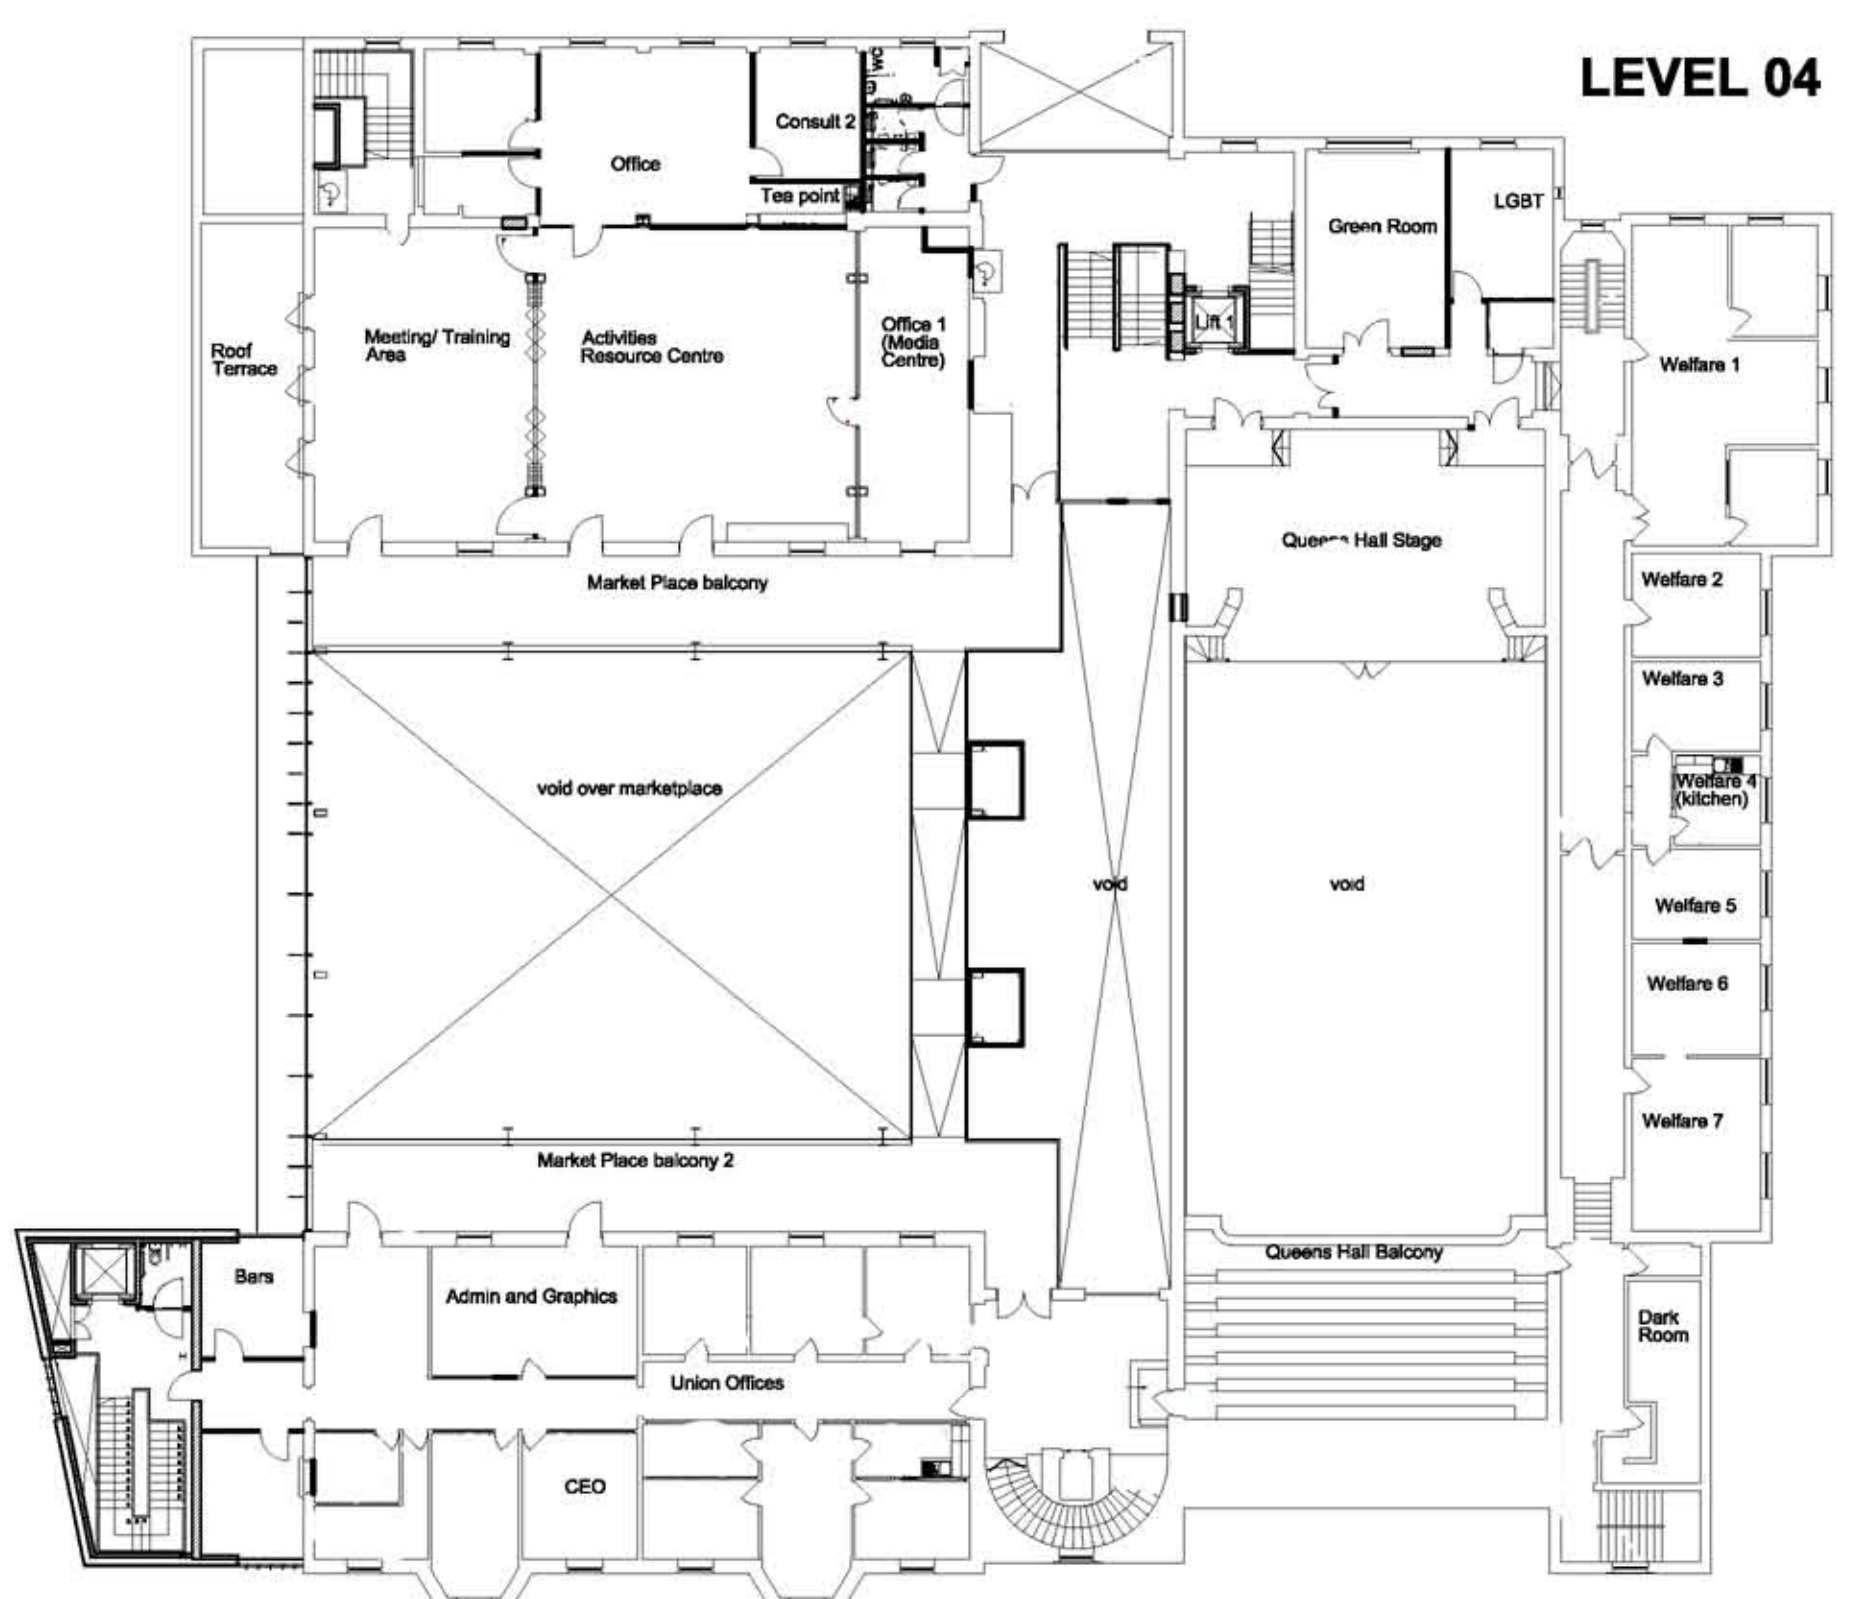 LEVEL 04
WC
Consult 2
Office
Tea point
LGBT
Green Room
Lift 1
Meeting/ Training
Area
Activities
Resource Centre
Office 1
(Media
Centre)
Roof
Terrace
Welfare 1
Queens Hall Stage
Market Place balcony
Welfare 2
Welfare 3
Welfare 4
(kitchen)
void over marketplace
void
void
Welfare 5
Welfare 6
Welfare 7
Market Place balcony 2
Queens Hall Balcony
Bars
Admin and Graphics
Dark
Room
Union Offices
CEO